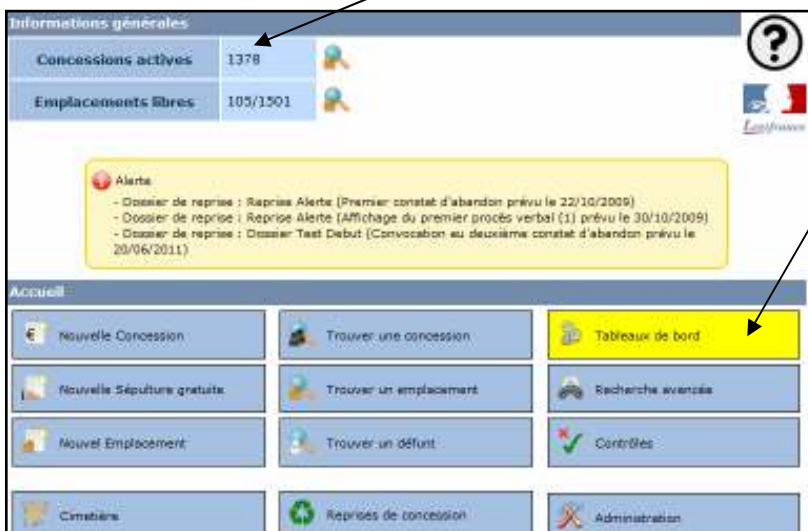 Informations générales
Concessions actives 1378
Emplacements libres 105/1501
?
Legifrance
Alerte
- Dossier de reprise : Reprise Alerte (Premier constat d'abandon prévu le 22/10/2009)
- Dossier de reprise : Reprise Alerte (Affichage du premier procès verbal (1) prévu le 30/10/2009)
- Dossier de reprise : Dossier Test Debut (Convocation au deuxième constat d'abandon prévu le
20/06/2011)
Accueil
€ Nouvelle Concession
Trouver une concession
Tableaux de bord
Nouvelle Sépulture gratuite
Trouver un emplacement
Recherche avancée
Nouvel Emplacement
Trouver un défunt
Contrôles
Cimetière
Reprises de concession
Administration